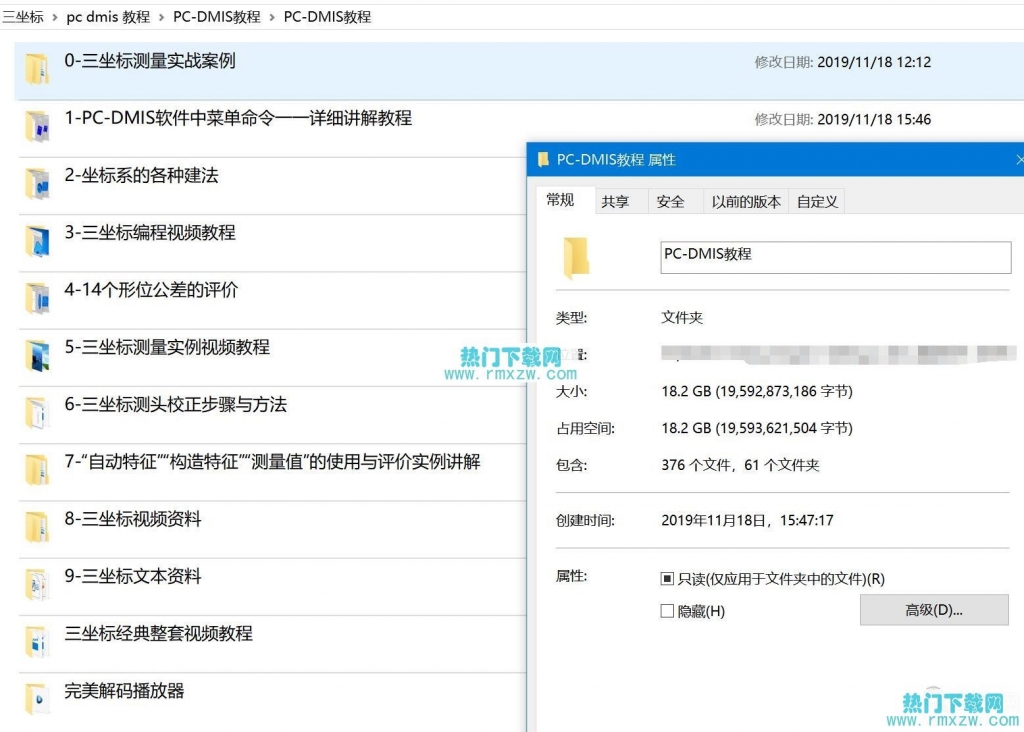 三坐标 › pc dmis 教程 › PC-DMIS教程 › PC-DMIS教程
0-三坐标测量实战案例
修改日期: 2019/11/18 12:12
1-PC-DMIS软件中菜单命令一一详细讲解教程
修改日期: 2019/11/18 15:46
2-坐标系的各种建法
3-三坐标编程视频教程
4-14个形位公差的评价
5-三坐标测量实例视频教程
6-三坐标测头校正步骤与方法
7-“自动特征”“构造特征”“测量值”的使用与评价实例讲解
8-三坐标视频资料
9-三坐标文本资料
三坐标经典整套视频教程
完美解码播放器
PC-DMIS教程 属性
常规 共享 安全 以前的版本 自定义
PC-DMIS教程
类型: 文件夹
大小: 18.2 GB (19,592,873,186 字节)
占用空间: 18.2 GB (19,593,621,504 字节)
包含: 376 个文件，61 个文件夹
创建时间: 2019年11月18日，15:47:17
属性: 只读(仅应用于文件夹中的文件)(R)
隐藏(H) 高级(D)...
热门下载网
www.rmxzw.com
热门下载网
www.rmxzw.com